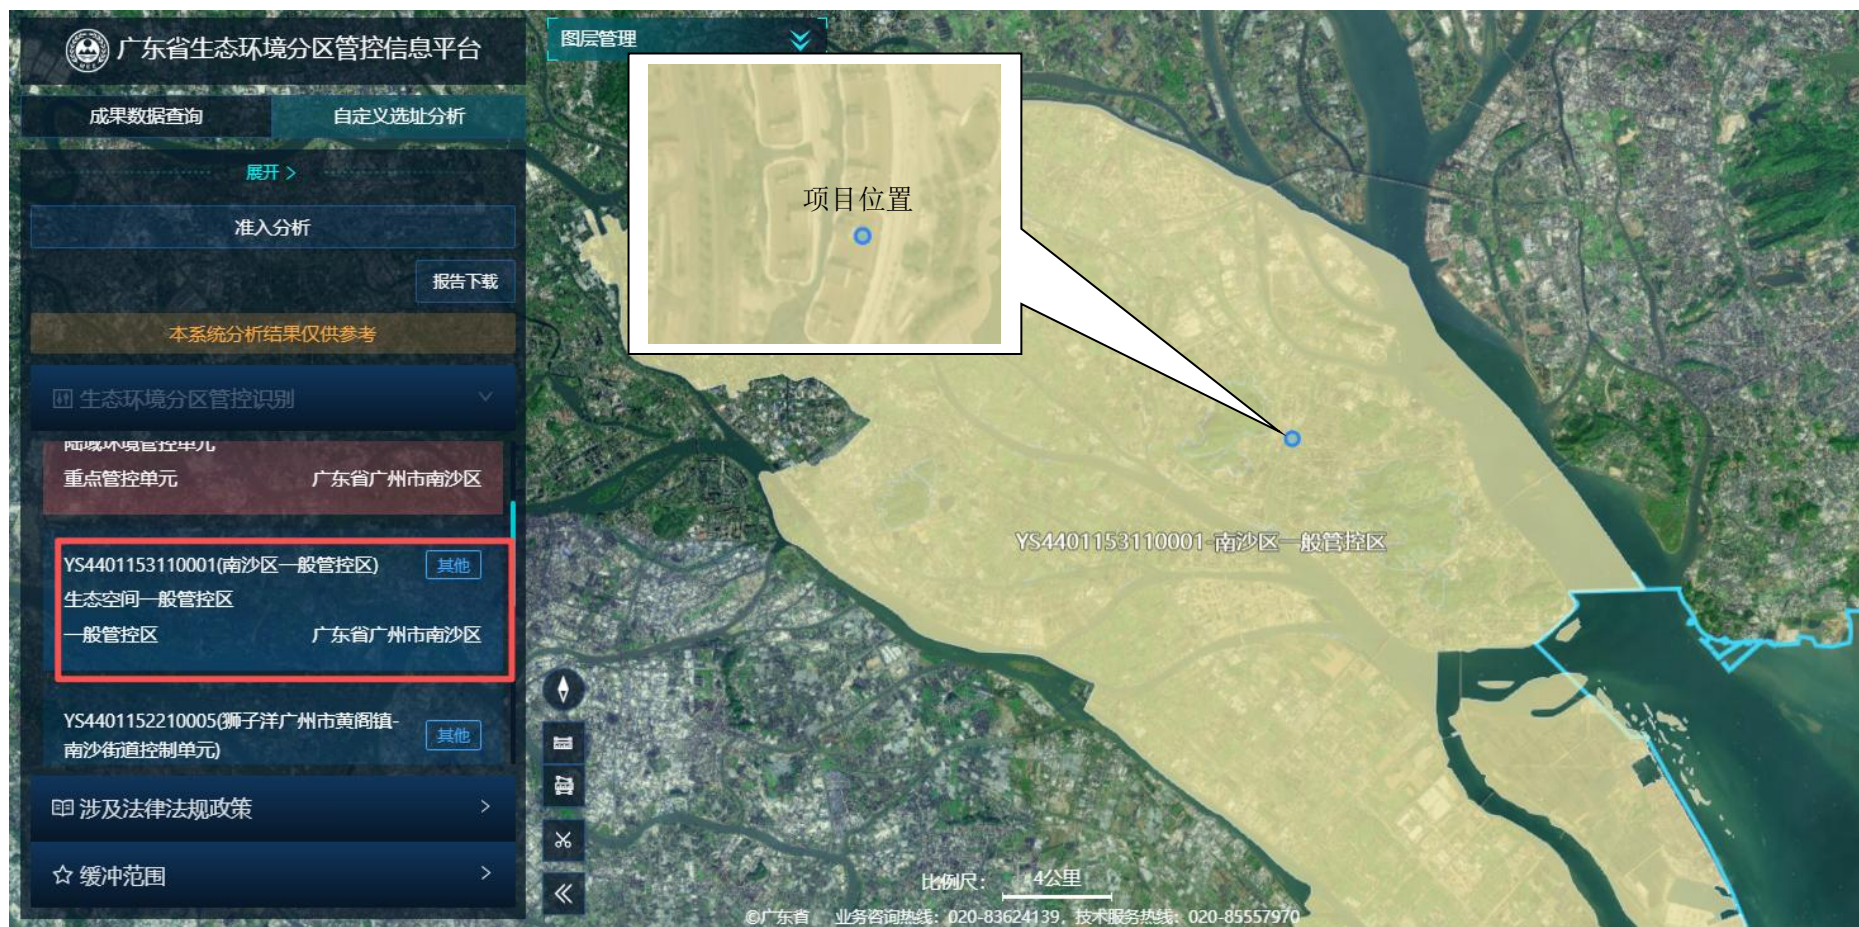 广东省生态环境分区管控信息平台
成果数据查询
自定义选址分析
展开 >
准入分析
报告下载
本系统分析结果仅供参考
生态环境分区管控识别
陆域环境管控单元
重点管控单元
广东省广州市南沙区
YS4401153110001(南沙区一般管控区)
其他
生态空间一般管控区
一般管控区
广东省广州市南沙区
YS4401152210005(狮子洋广州市黄阁镇-
南沙街道控制单元)
其他
涉及法律法规政策
缓冲范围
图层管理
项目位置
YS4401153110001-南沙区一般管控区
比例尺： 4公里
©广东省 业务咨询热线：020-83624139，技术服务热线：020-85557970